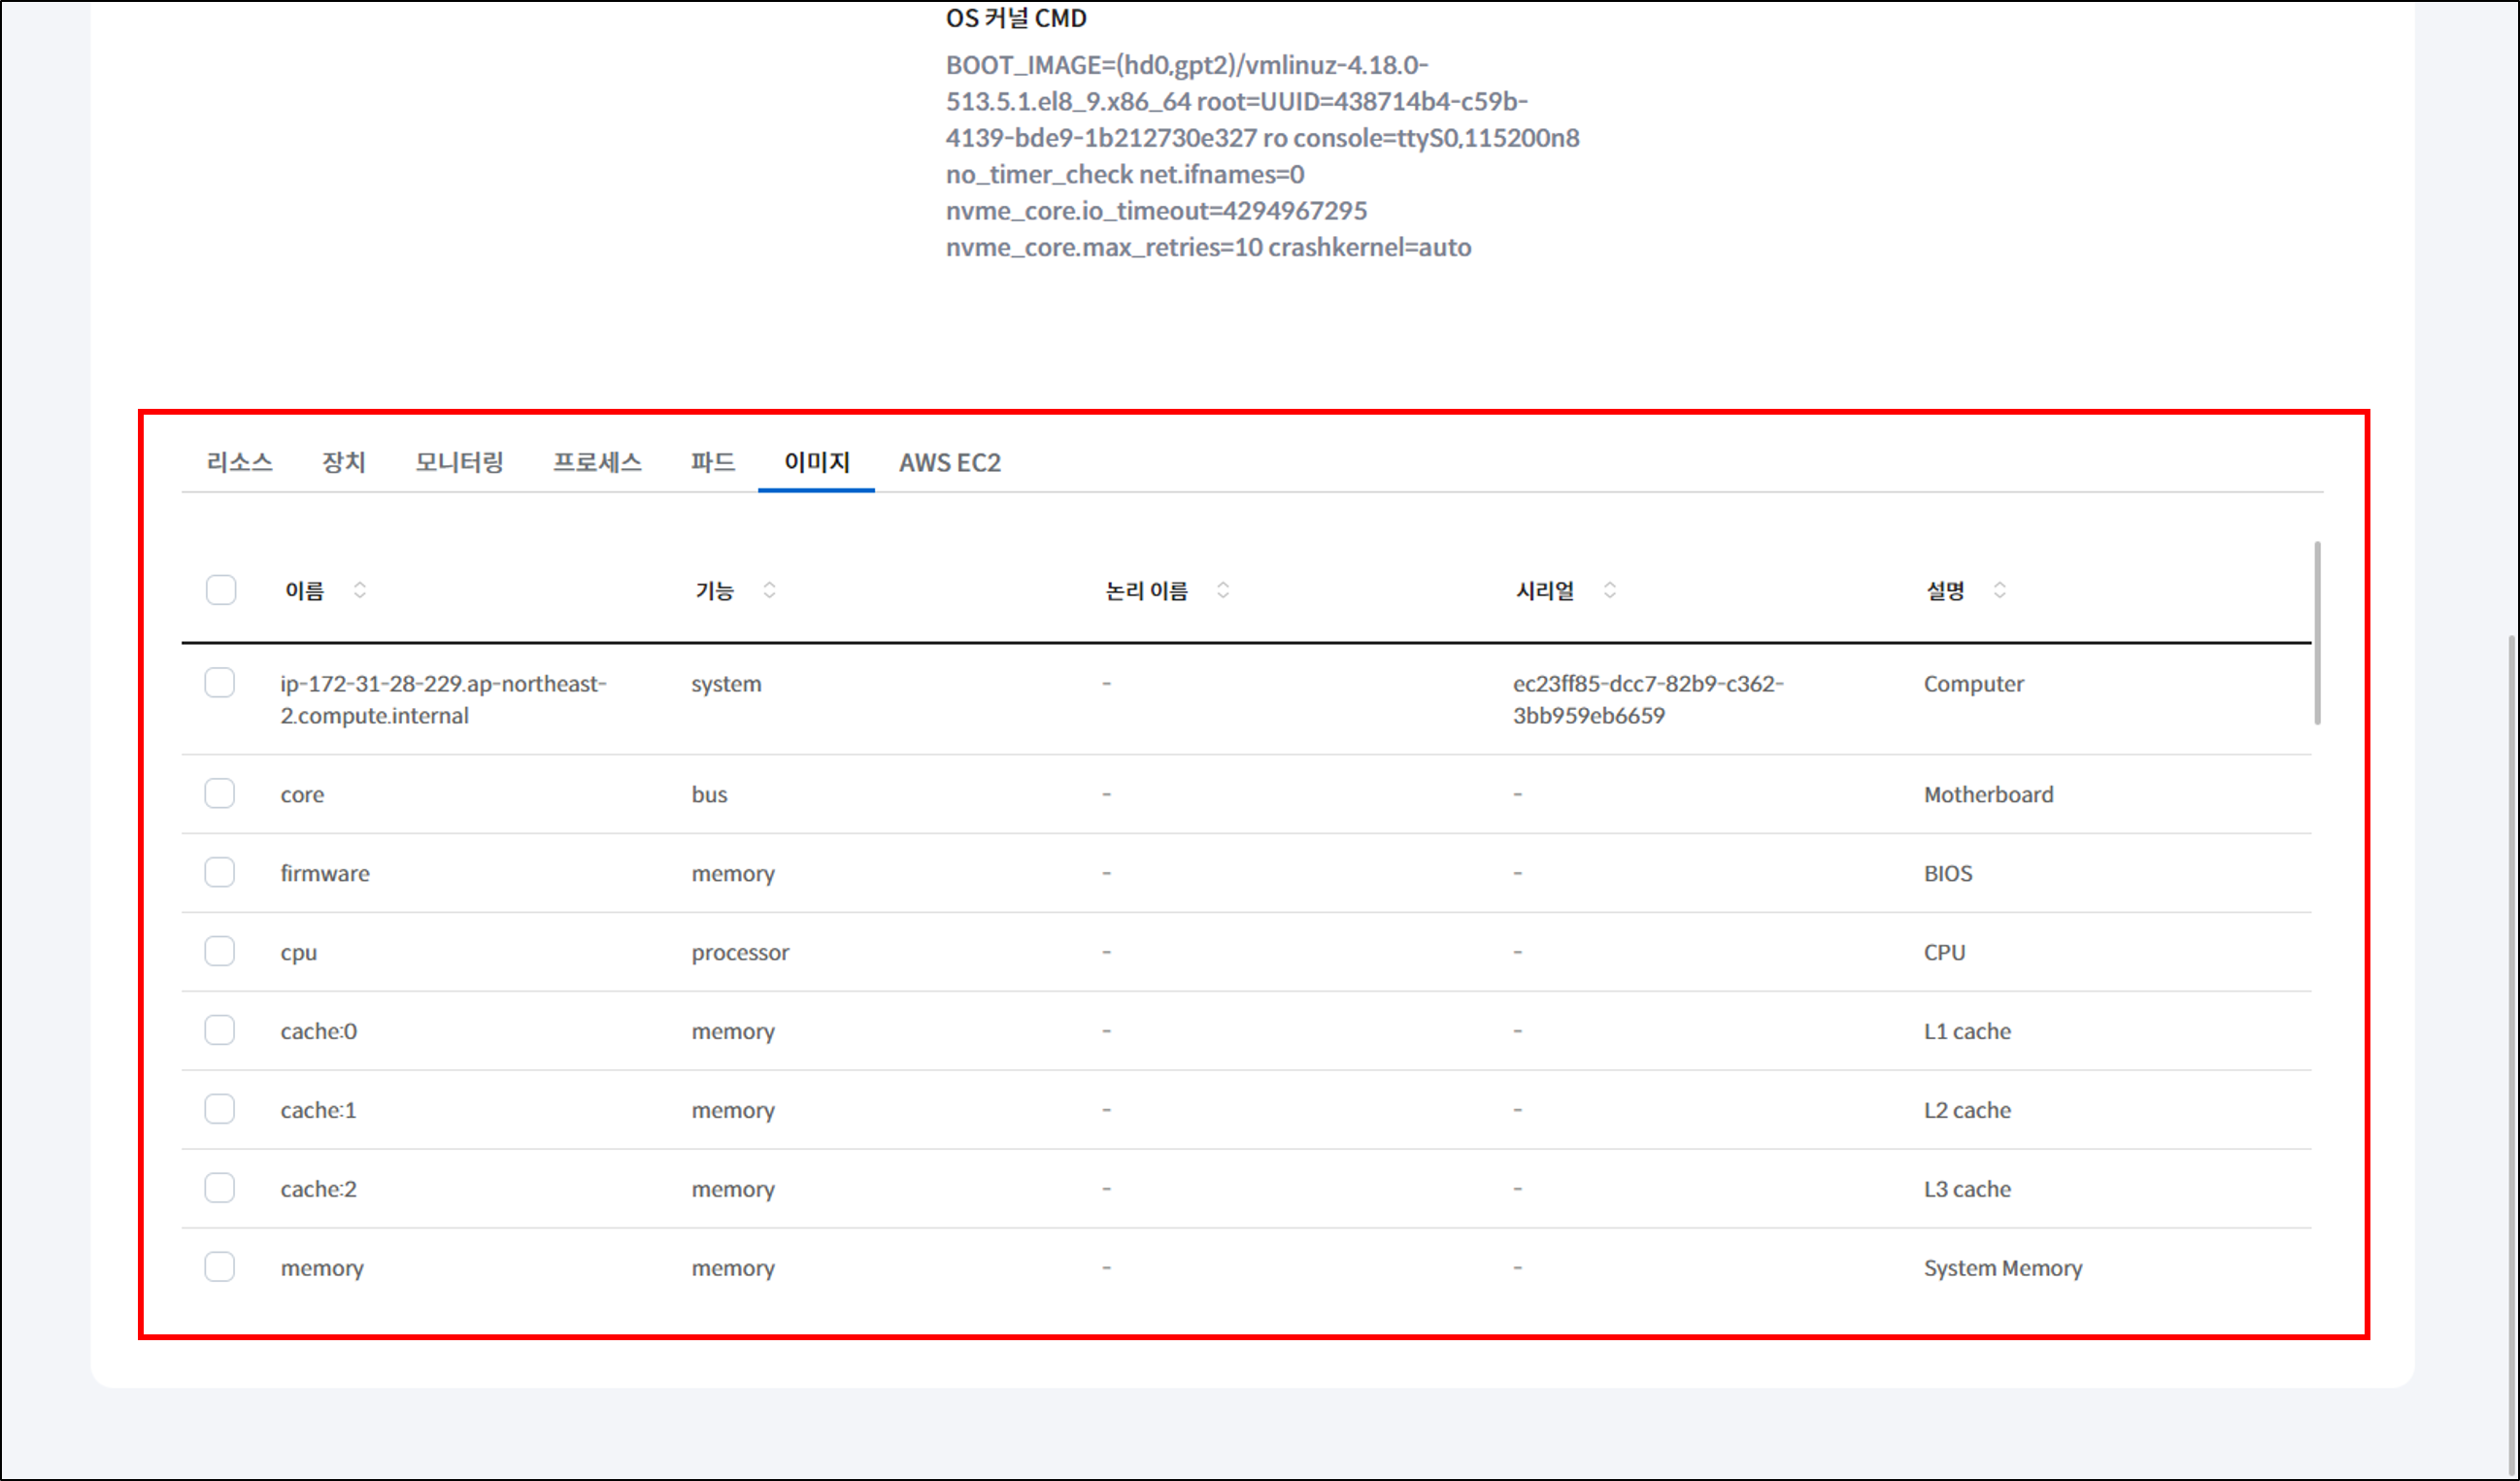 OS 커널 CMD
BOOT_IMAGE=(hd0,gpt2)/vmlinuz-4.18.0-
513.5.1.el8_9.x86_64 root=UUID=438714b4-c59b-
4139-bde9-1b212730e327 ro console=ttyS0,115200n8
no_timer_check net.ifnames=0
nvme_core.io_timeout=4294967295
nvme_core.max_retries=10 crashkernel=auto
리소스 장치 모니터링 프로세스 파드 이미지 AWS EC2
이름 기능 논리 이름 시리얼 설명
ip-172-31-28-229.ap-northeast- system - ec23ff85-dcc7-82b9-c362- Computer
2.compute.internal 3bb959eb6659
core bus - - Motherboard
firmware memory - - BIOS
cpu processor - - CPU
cache:0 memory - - L1 cache
cache:1 memory - - L2 cache
cache:2 memory - - L3 cache
memory memory - - System Memory